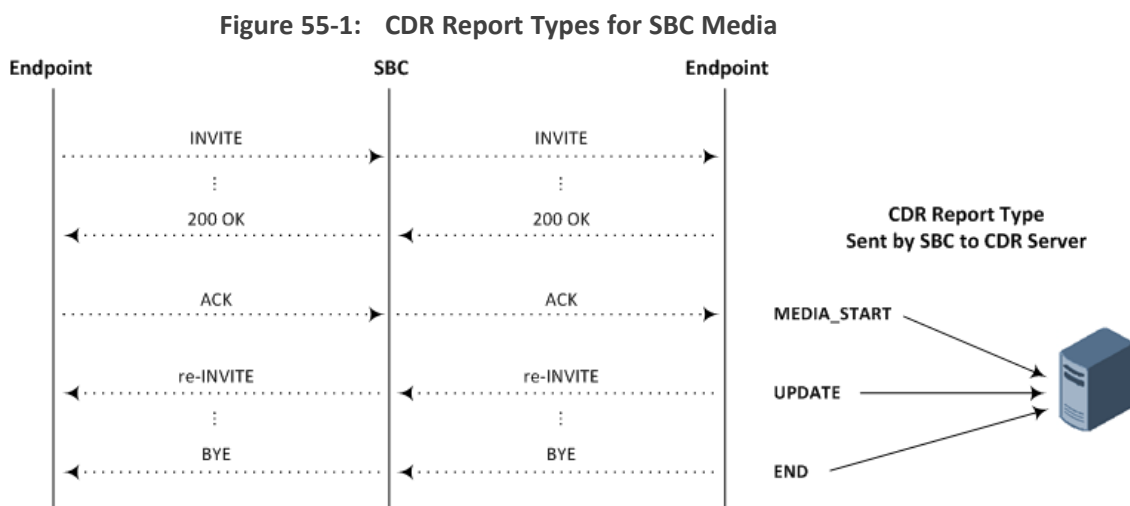 Figure 55-1: CDR Report Types for SBC Media
Endpoint SBC Endpoint
INVITE INVITE
200 OK 200 OK
CDR Report Type
Sent by SBC to CDR Server
ACK ACK MEDIA_START
re-INVITE re-INVITE UPDATE
BYE BYE END